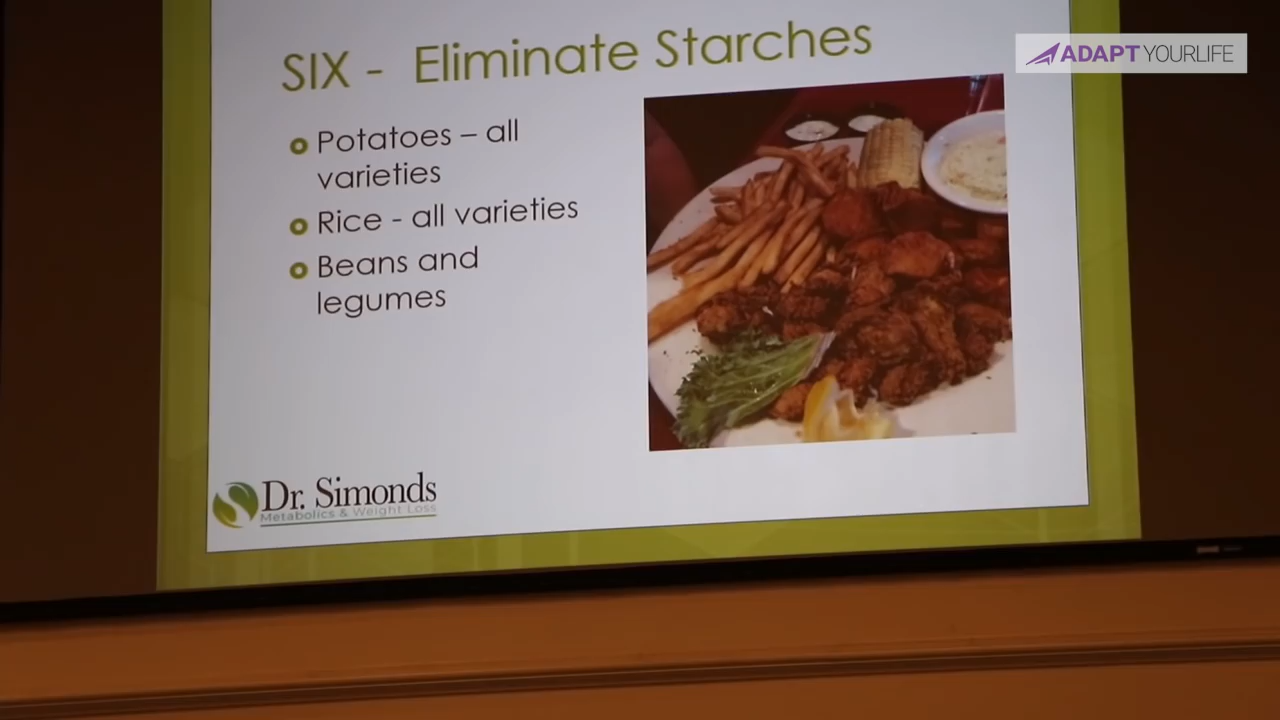 ADAPT YOURLIFE
SIX - Eliminate Starches
Potatoes – all
varieties
Rice - all varieties
Beans and
legumes
Dr. Simonds
Metabolics & Weight Loss